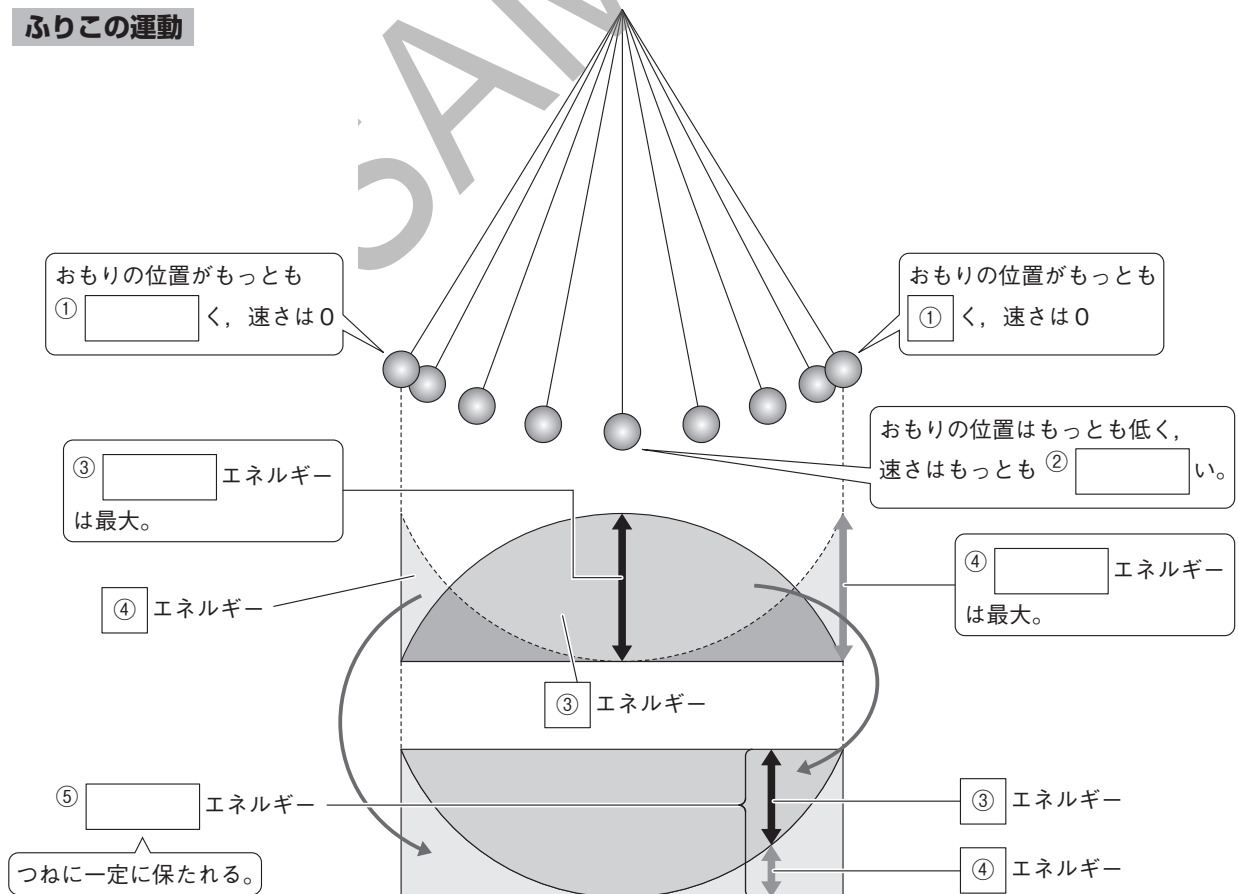 ふりこの運動
SAM
おもりの位置がもっとも
① く，速さは0
おもりの位置がもっとも
① く，速さは0
おもりの位置はもっとも低く，
速さはもっとも ② い。
③ エネルギー
は最大。
④ エネルギー
は最大。
④ エネルギー
③ エネルギー
⑤ エネルギー
つねに一定に保たれる。
③ エネルギー
④ エネルギー